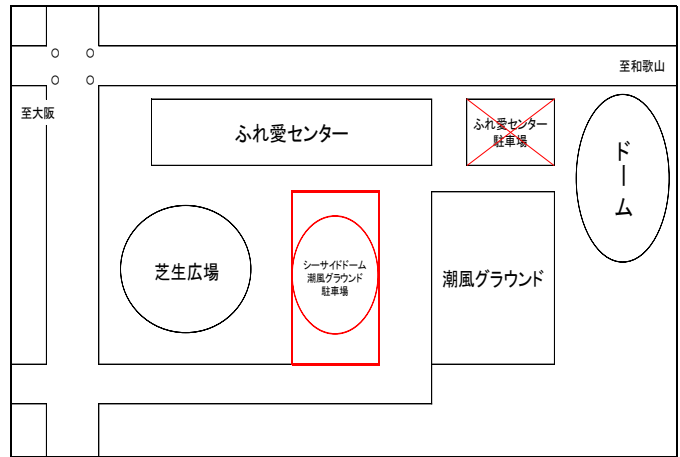 至和歌山
至大阪
ふれ愛センター
ふれ愛センター
駐車場
ドーム
芝生広場
シーサイドドーム
潮風グラウンド
駐車場
潮風グラウンド